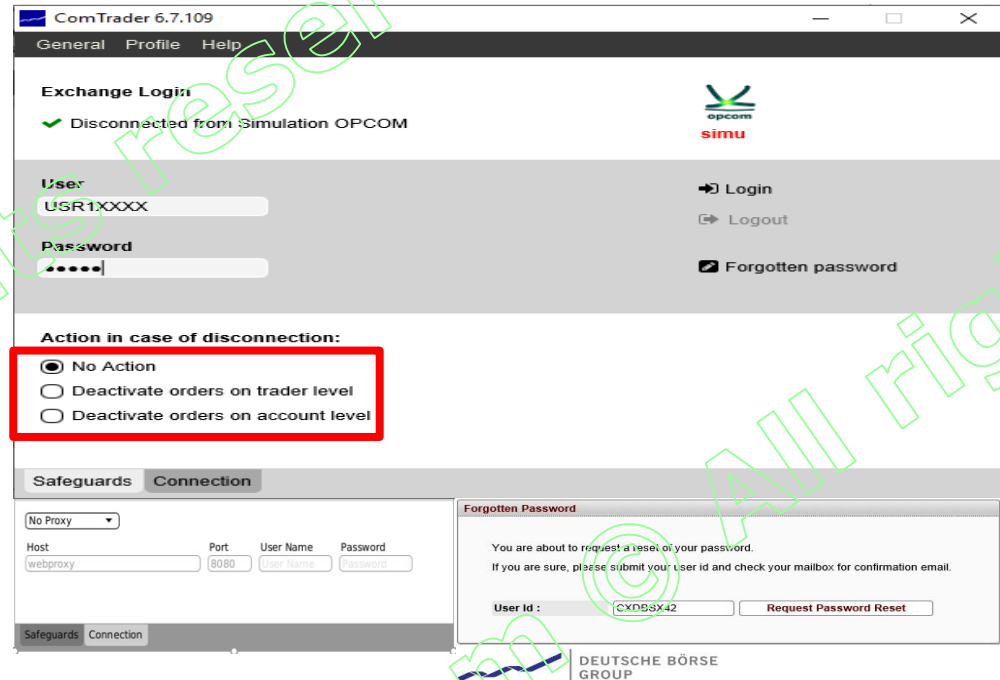 ComTrader 6.7.109
General Profile Help
Exchange Login
Disconnected from Simulation OPCOM
opcom
simu
User
USR1XXXX
Login
Logout
Password
•••••
Forgotten password
Action in case of disconnection:
No Action
Deactivate orders on trader level
Deactivate orders on account level
Safeguards Connection
No Proxy
Host Port User Name Password
webproxy 8080 User Name Password
Safeguards Connection
Forgotten Password
You are about to request a reset of your password.
If you are sure, please submit your user id and check your mailbox for confirmation email.
User Id : CXDBSX42 Request Password Reset
DEUTSCHE BÖRSE
GROUP
m © All rig
ts reser